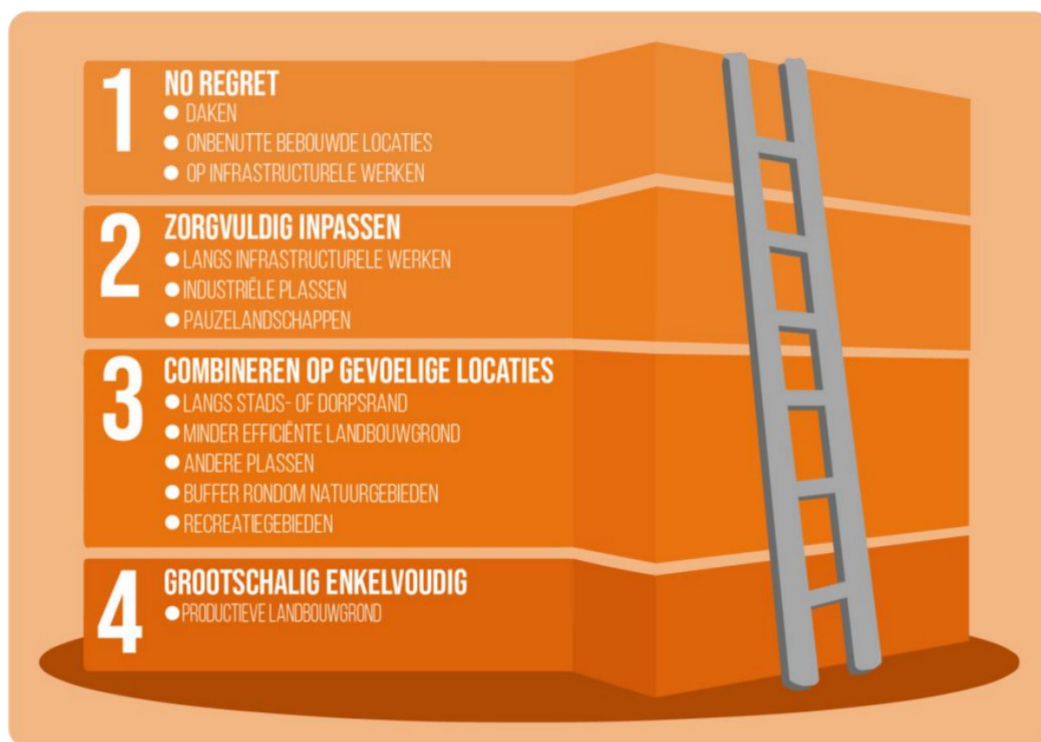 1 NO REGRET
● DAKEN
● ONBENUTTE BEBOUWDE LOCATIES
● OP INFRASTRUCTURELE WERKEN
2 ZORGVULDIG INPASSEN
● LANGS INFRASTRUCTURELE WERKEN
● INDUSTRIËLE PLASSEN
● PAUZELANDSCHAPPEN
3 COMBINEREN OP GEVOELIGE LOCATIES
● LANGS STADS- OF DORPSRAND
● MINDER EFFICIËNTE LANDBOUWGROND
● ANDERE PLASSEN
● BUFFER RONDOM NATUURGEBIEDEN
● RECREATIEGEBIEDEN
4 GROOTSCHALIG ENKELVOUDIG
● PRODUCTIEVE LANDBOUWGROND